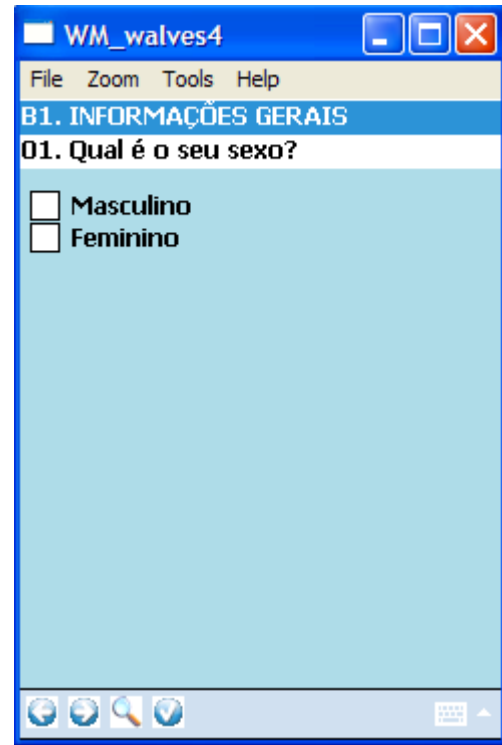 WM_walves4
File Zoom Tools Help
B1. INFORMAÇÕES GERAIS
01. Qual é o seu sexo?
Masculino
Feminino